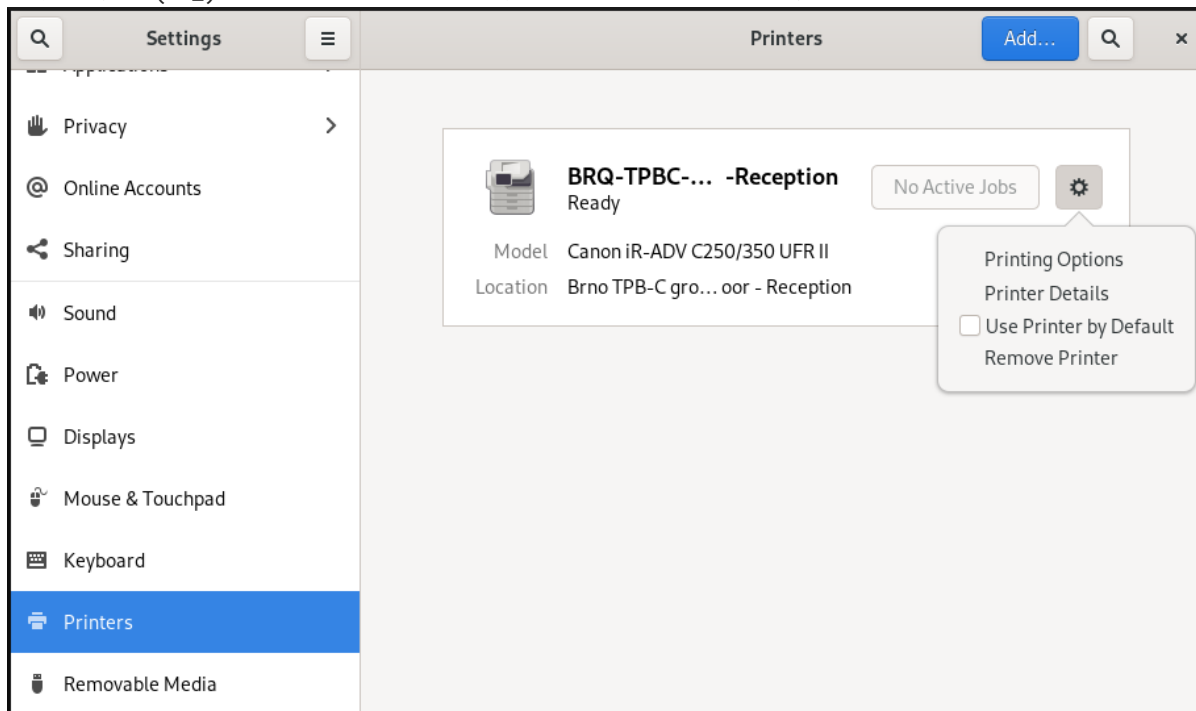 Settings
Printers
Add...
Privacy
Online Accounts
Sharing
Sound
Power
Displays
Mouse & Touchpad
Keyboard
Printers
Removable Media
BRQ-TPBC-... -Reception
Ready
No Active Jobs
Model Canon iR-ADV C250/350 UFR II
Location Brno TPB-C gro... oor - Reception
Printing Options
Printer Details
Use Printer by Default
Remove Printer